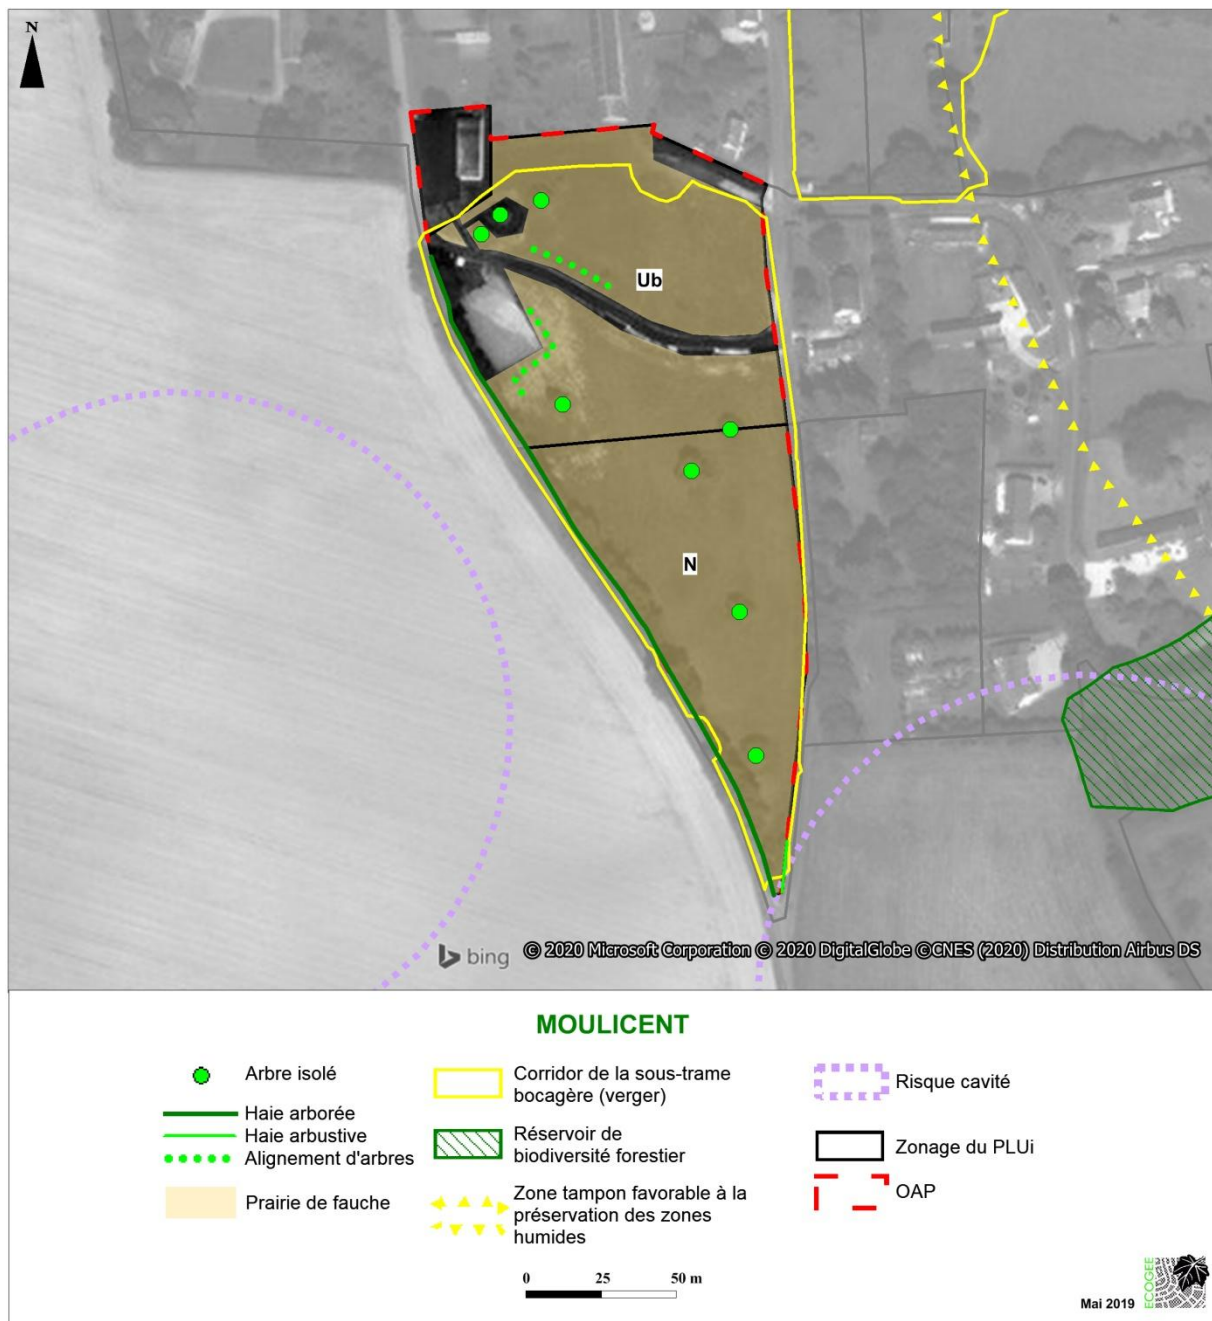 N
Ub
N
bing
© 2020 Microsoft Corporation © 2020 DigitalGlobe ©CNES (2020) Distribution Airbus DS
MOULICENT
Arbre isolé
Haie arborée
Haie arbustive
Alignement d'arbres
Prairie de fauche
Corridor de la sous-trame
bocagère (verger)
Réservoir de
biodiversité forestier
Zone tampon favorable à la
préservation des zones
humides
Risque cavité
Zonage du PLUi
OAP
0 25 50 m
Mai 2019
ECOGEE